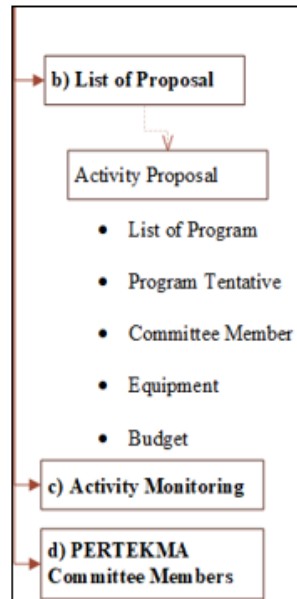 b) List of Proposal
Activity Proposal
• List of Program
• Program Tentative
• Committee Member
• Equipment
• Budget
c) Activity Monitoring
d) PERTEKMA
Committee Members